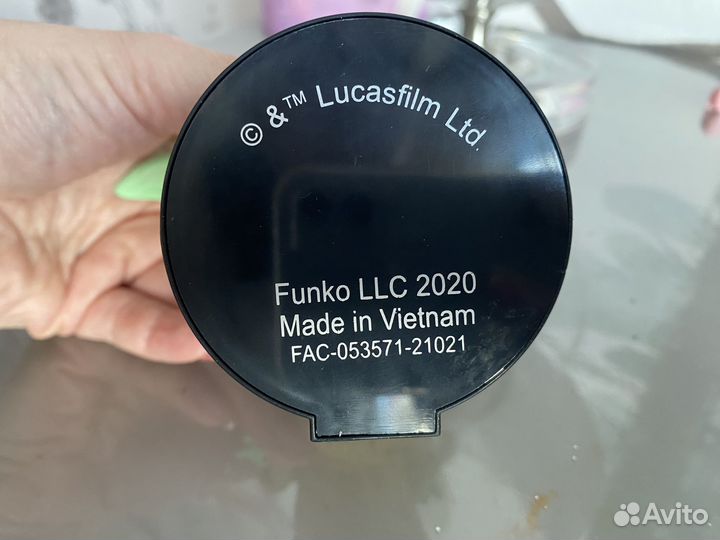 © &™ Lucasfilm Ltd.
Funko LLC 2020
Made in Vietnam
FAC-053571-21021
Avito